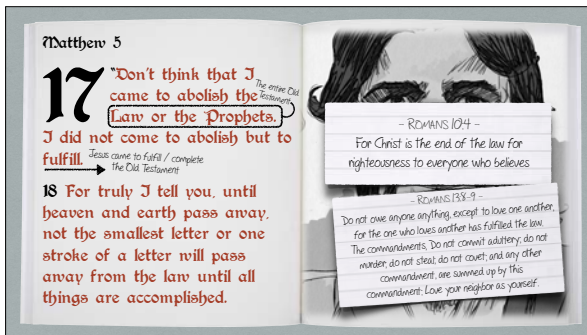 Matthew 5
17 "Don't think that I
came to abolish the
The entire Old
Testament
Law or the Prophets.
I did not come to abolish but to
fulfill.
Jesus came to fulfill / complete
the Old Testament
18 For truly I tell you, until
heaven and earth pass away,
not the smallest letter or one
stroke of a letter will pass
away from the law until all
things are accomplished.
- ROMANS 10:4 -
For Christ is the end of the law for
righteousness to everyone who believes
- ROMANS 13:8-9 -
Do not owe anyone anything, except to love one another,
for the one who loves another has fulfilled the law.
The commandments, Do not commit adultery; do not
murder; do not steal; do not covet; and any other
commandment, are summed up by this
commandment; Love your neighbor as yourself.